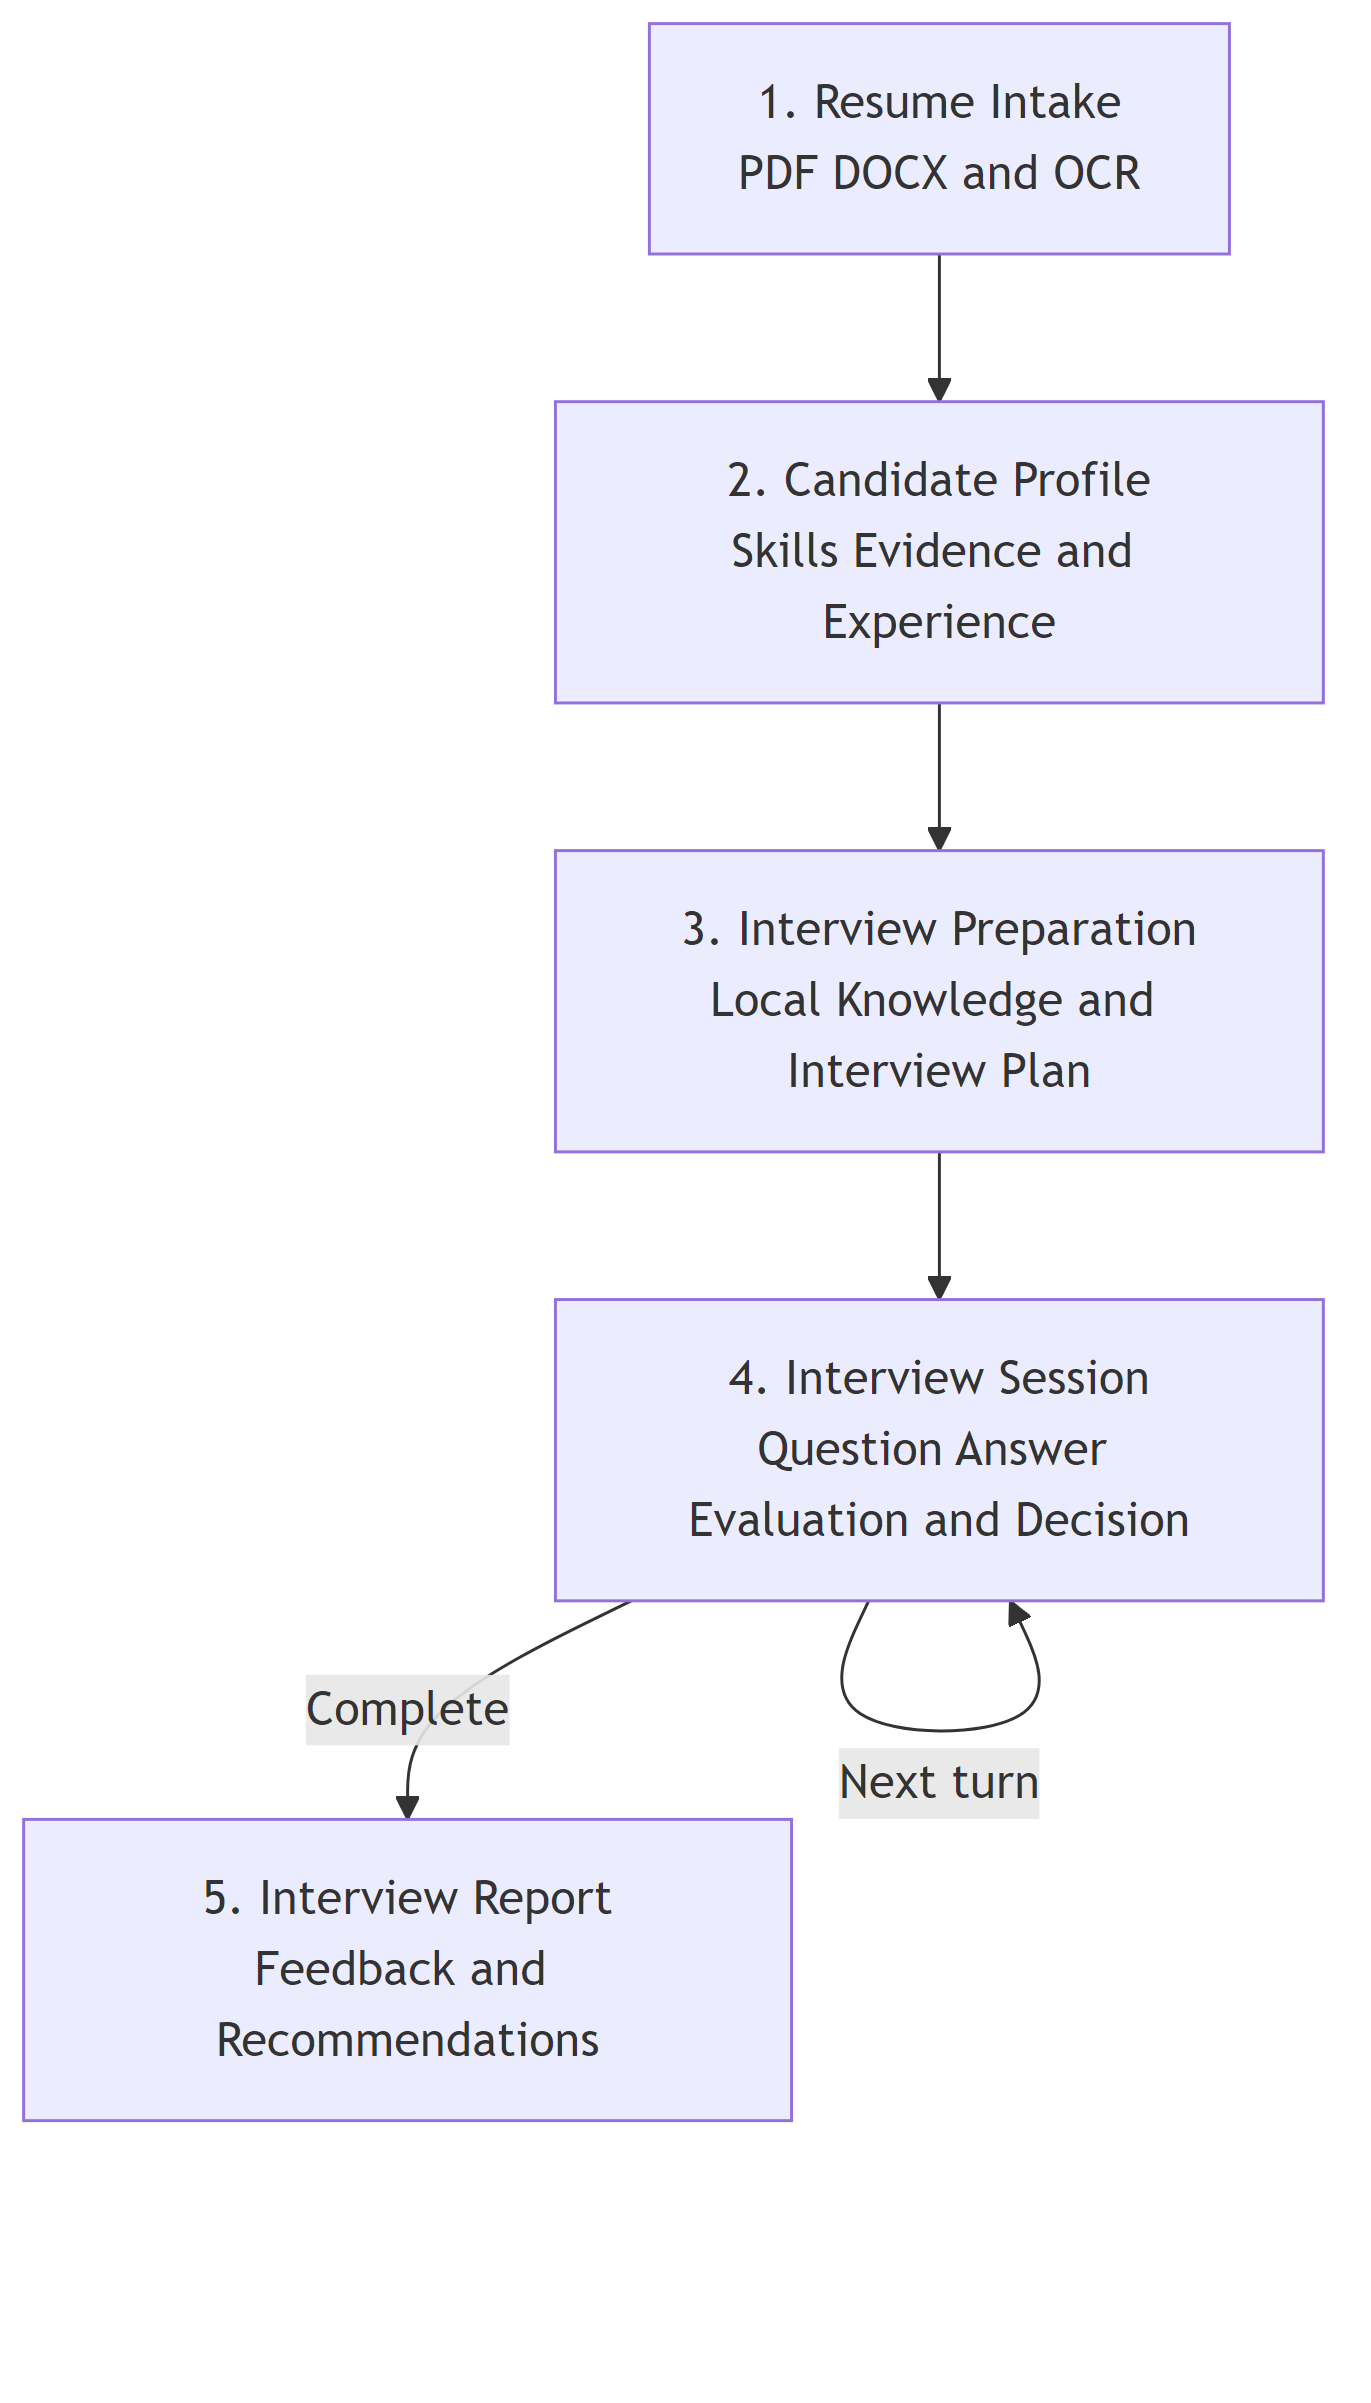 1. Resume Intake
PDF DOCX and OCR
2. Candidate Profile
Skills Evidence and
Experience
3. Interview Preparation
Local Knowledge and
Interview Plan
4. Interview Session
Question Answer
Evaluation and Decision
Complete
Next turn
5. Interview Report
Feedback and
Recommendations